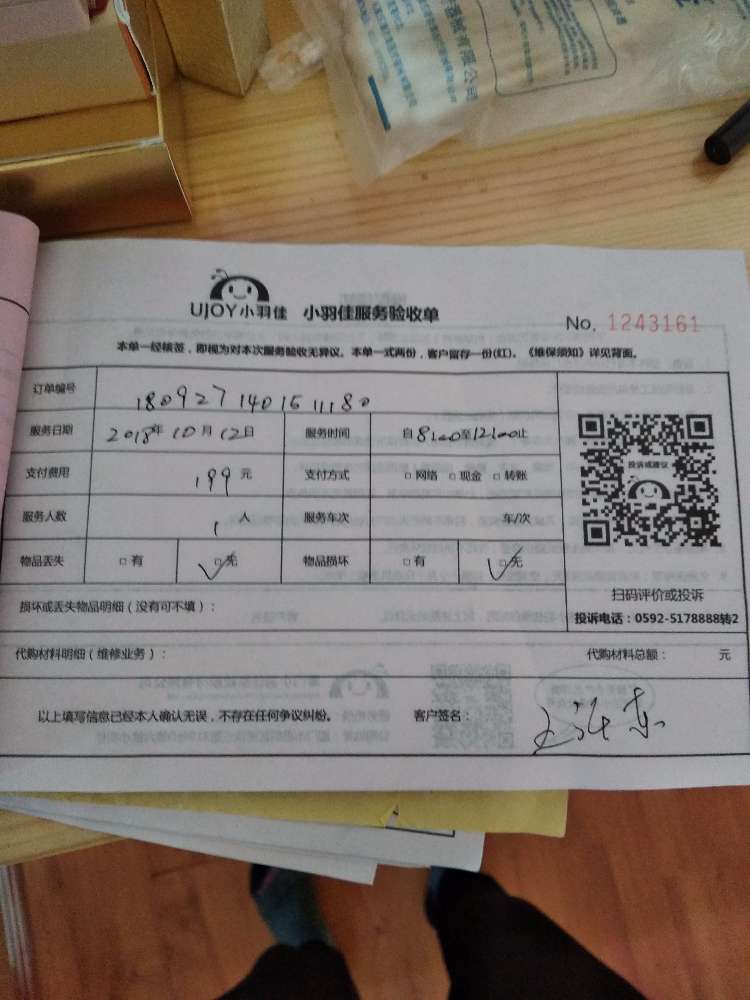 械有限公司
UJOY小羽佳 小羽佳服务验收单
No. 1243161
本单一经核签，即视为对本次服务验收无异议。本单一式两份，客户留存一份(红)。《维保须知》详见背面。
订单编号
服务日期 2018年10月12日 服务时间 自8:00至12:00止
支付费用 199元 支付方式 □网络 □现金 □转账
服务人数 1人 服务车次 车/次
物品丢失 □有 □无 物品损坏 □有 □无
投诉或建议
扫码评价或投诉
投诉电话：0592-5178888转2
损坏或丢失物品明细（没有可不填）：
代购材料明细（维修业务）： 代购材料总额： 元
以上填写信息已经本人确认无误，不存在任何争议纠纷。 客户签名：